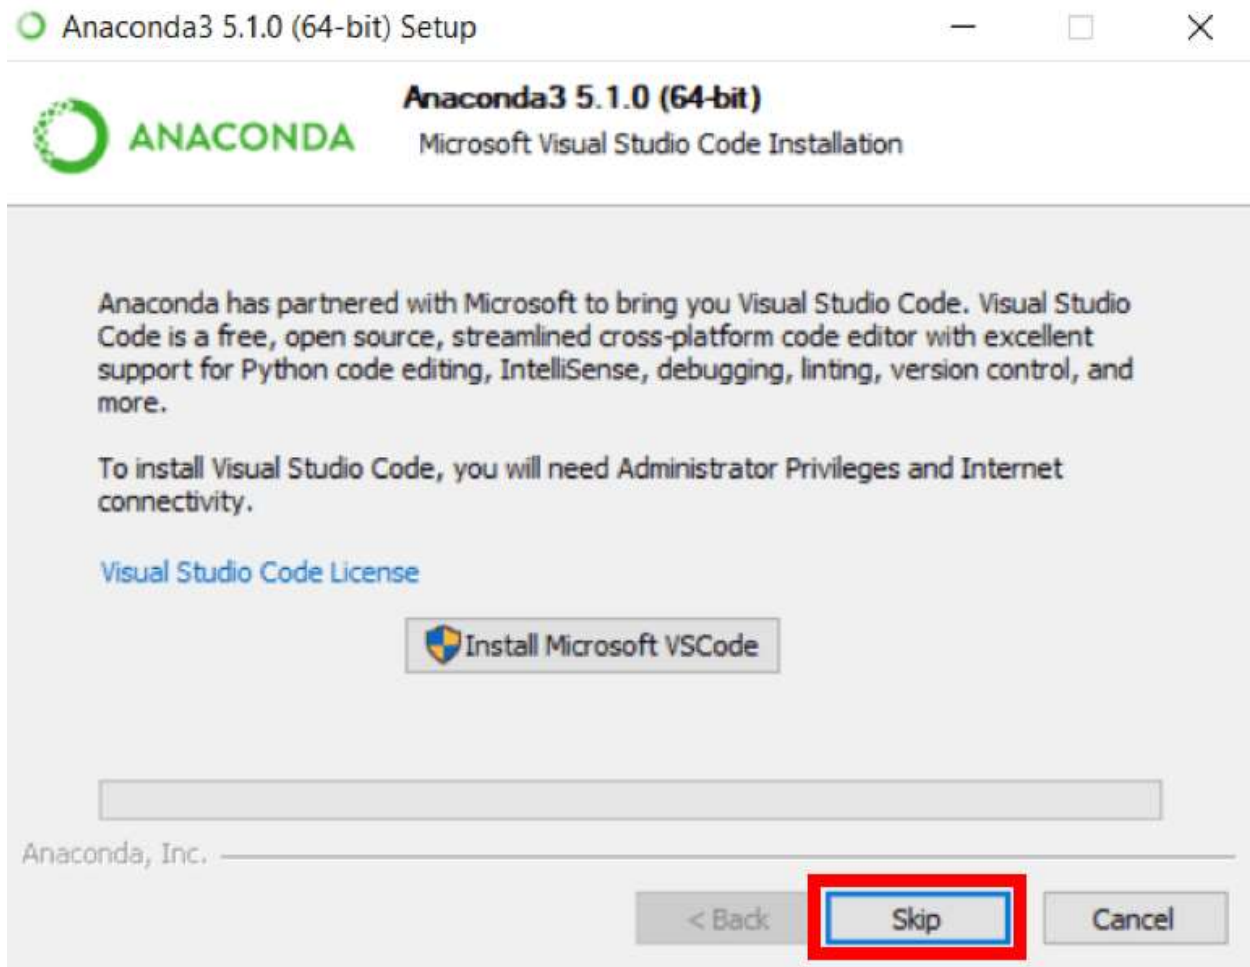 Anaconda3 5.1.0 (64-bit) Setup
ANACONDA
Anaconda3 5.1.0 (64-bit)
Microsoft Visual Studio Code Installation
Anaconda has partnered with Microsoft to bring you Visual Studio Code. Visual Studio
Code is a free, open source, streamlined cross-platform code editor with excellent
support for Python code editing, IntelliSense, debugging, linting, version control, and
more.
To install Visual Studio Code, you will need Administrator Privileges and Internet
connectivity.
Visual Studio Code License
Install Microsoft VSCode
Anaconda, Inc.
< Back
Skip
Cancel